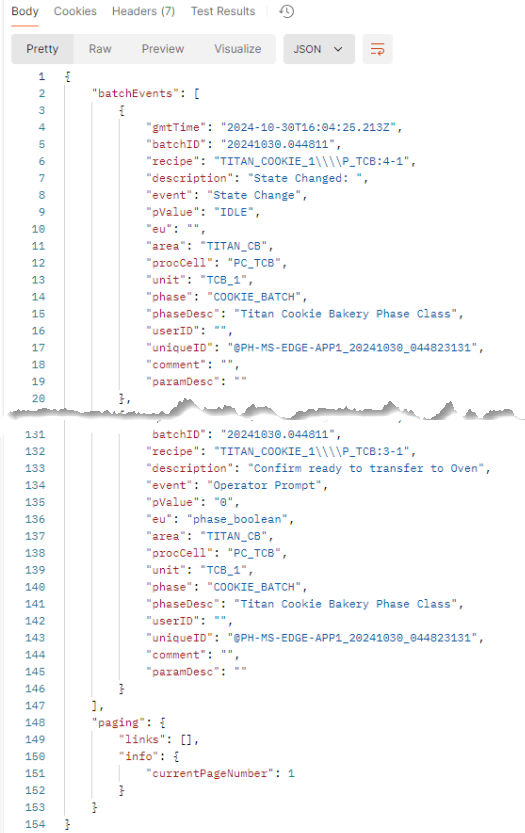 Body Cookies Headers (7) Test Results
Pretty Raw Preview Visualize JSON
1 {
2 "batchEvents": [
3 {
4 "gmtTime": "2024-10-30T16:04:25.213Z",
5 "batchID": "20241030.044811",
6 "recipe": "TITAN_COOKIE_1\\\\P_TCB:4-1",
7 "description": "State Changed: ",
8 "event": "State Change",
9 "pValue": "IDLE",
10 "eu": "",
11 "area": "TITAN_CB",
12 "procCell": "PC_TCB",
13 "unit": "TCB_1",
14 "phase": "COOKIE_BATCH",
15 "phaseDesc": "Titan Cookie Bakery Phase Class",
16 "userID": "",
17 "uniqueID": "@PH-MS-EDGE-APP1_20241030_044823131",
18 "comment": "",
19 "paramDesc": ""
20 },
131 "batchID": "20241030.044811",
132 "recipe": "TITAN_COOKIE_1\\\\P_TCB:3-1",
133 "description": "Confirm ready to transfer to Oven",
134 "event": "Operator Prompt",
135 "pValue": "0",
136 "eu": "phase_boolean",
137 "area": "TITAN_CB",
138 "procCell": "PC_TCB",
139 "unit": "TCB_1",
140 "phase": "COOKIE_BATCH",
141 "phaseDesc": "Titan Cookie Bakery Phase Class",
142 "userID": "",
143 "uniqueID": "@PH-MS-EDGE-APP1_20241030_044823131",
144 "comment": "",
145 "paramDesc": ""
146 }
147 ],
148 "paging": {
149 "links": [],
150 "info": {
151 "currentPageNumber": 1
152 }
153 }
154 }